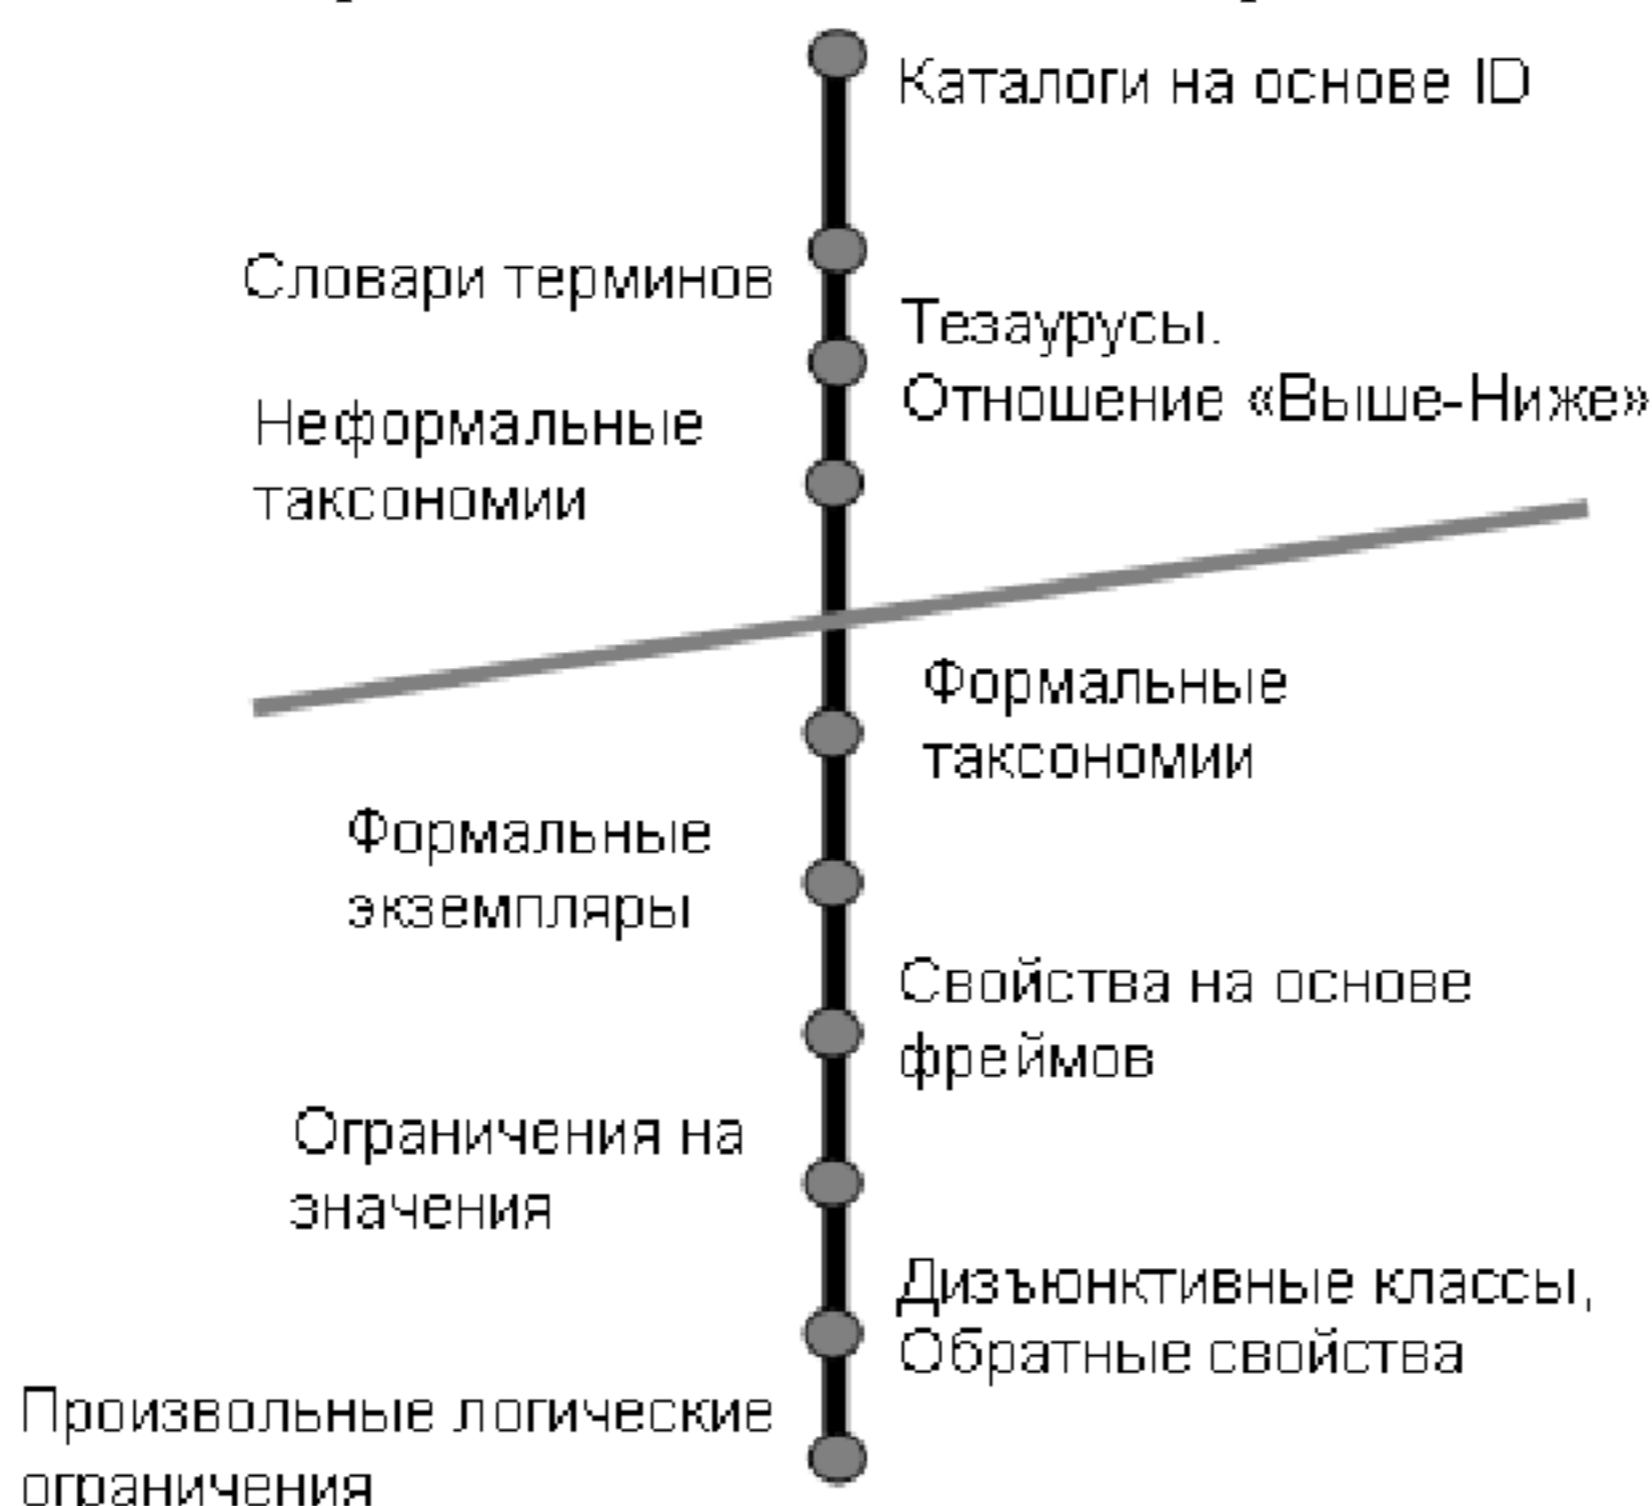 Каталоги на основе ID
Словари терминов
Тезаурусы.
Отношение «Выше-Ниже»
Неформальные
таксономии
Формальные
таксономии
Формальные
экземпляры
Свойства на основе
фреймов
Ограничения на
значения
Дизъюнктивные классы,
Обратные свойства
Произвольные логические
ограничения